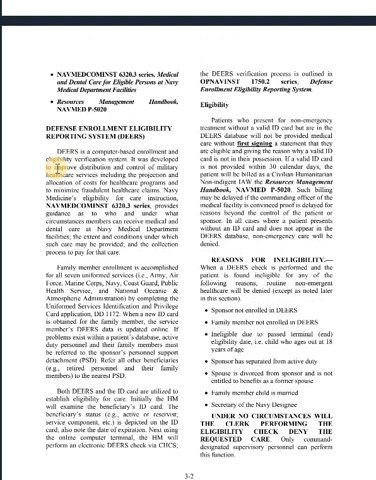 • NAVMEDCOMINST 6320.3 series, Medical
and Dental Care for Eligible Persons at Navy
Medical Department Facilities
• Resources Management Handbook,
NAVMED P-5020
DEFENSE ENROLLMENT ELIGIBILITY
REPORTING SYSTEM (DEERS)
DEERS is a computer-based enrollment and
eligibility verification system. It was developed
to improve distribution and control of military
healthcare services including the projection and
allocation of costs for healthcare programs and
to minimize fraudulent healthcare claims. Navy
Medicine's eligibility for care instruction,
NAVMEDCOMINST 6320.3 series, provides
guidance as to who and under what
circumstances members can receive medical and
dental care at Navy Medical Department
facilities; the extent and conditions under which
such care may be provided; and the collection
process to pay for that care.
Family member enrollment is accomplished
for all seven uniformed services (i.e., Army, Air
Force, Marine Corps, Navy, Coast Guard, Public
Health Service, and National Oceanic &
Atmospheric Administration) by completing the
Uniformed Services Identification and Privilege
Card application, DD 1172. When a new ID card
is obtained for the family member, the service
member's DEERS data is updated online. If
problems exist within a patient's database, active
duty personnel and their family members must
be referred to the sponsor's personnel support
detachment (PSD). Refer all other beneficiaries
(e.g., retired personnel and their family
members) to the nearest PSD.
Both DEERS and the ID card are utilized to
establish eligibility for care. Initially the HM
will examine the beneficiary's ID card. The
beneficiary's status (e.g., active or reservist;
service component, etc.) is depicted on the ID
card; also note the date of expiration. Next using
the online computer terminal, the HM will
perform an electronic DEERS check via CHCS;
the DEERS verification process is outlined in
OPNAVINST 1750.2 series, Defense
Enrollment Eligibility Reporting System.
Eligibility
Patients who present for non-emergency
treatment without a valid ID card but are in the
DEERS database will not be provided medical
care without first signing a statement that they
are eligible and giving the reason why a valid ID
card is not in their possession. If a valid ID card
is not provided within 30 calendar days, the
patient will be billed as a Civilian Humanitarian
Non-indigent IAW the Resources Management
Handbook, NAVMED P-5020. Such billing
may be delayed if the commanding officer of the
medical facility is convinced proof is delayed for
reasons beyond the control of the patient or
sponsor. In all cases where a patient presents
without an ID card and does not appear in the
DEERS database, non-emergency care will be
denied.
REASONS FOR INELIGIBILITY.—
When a DEERS check is performed and the
patient is found ineligible for any of the
following reasons, routine non-emergent
healthcare will be denied (except as noted later
in this section).
• Sponsor not enrolled in DEERS
• Family member not enrolled in DEERS
• Ineligible due to passed terminal (end)
eligibility date, i.e. child who ages out at 18
years of age
• Sponsor has separated from active duty
• Spouse is divorced from sponsor and is not
entitled to benefits as a former spouse
• Family member child is married
• Secretary of the Navy Designee
UNDER NO CIRCUMSTANCES WILL
THE CLERK PERFORMING THE
ELIGIBILITY CHECK DENY THE
REQUESTED CARE. Only command-
designated supervisory personnel can perform
this function.
3-2